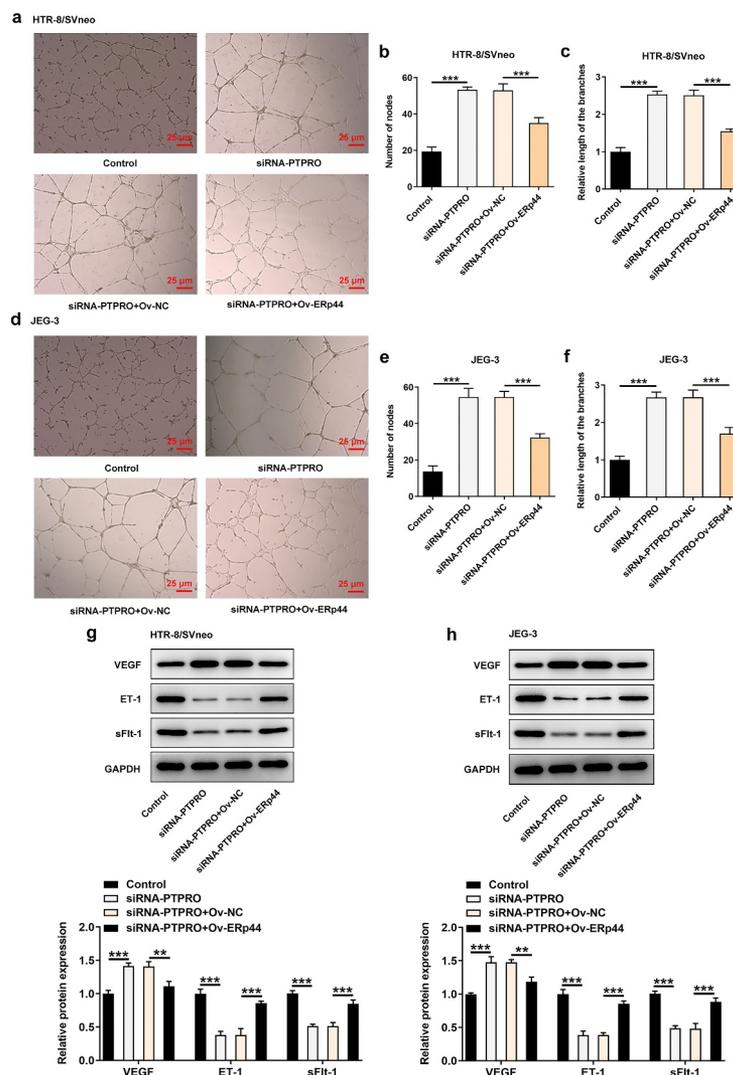 a HTR-8/SVneo
25 μm
25 μm
Control
siRNA-PTPRO
25 μm
25 μm
siRNA-PTPRO+Ov-NC
siRNA-PTPRO+Ov-ERp44
b
HTR-8/SVneo
Number of nodes
60
40
20
0
***
***
Control
siRNA-PTPRO
siRNA-PTPRO+Ov-NC
siRNA-PTPRO+Ov-ERp44
c
HTR-8/SVneo
Relative length of the branches
3
2
1
0
***
***
Control
siRNA-PTPRO
siRNA-PTPRO+Ov-NC
siRNA-PTPRO+Ov-ERp44
d JEG-3
25 μm
25 μm
Control
siRNA-PTPRO
25 μm
25 μm
siRNA-PTPRO+Ov-NC
siRNA-PTPRO+Ov-ERp44
e
JEG-3
Number of nodes
60
40
20
0
***
***
Control
siRNA-PTPRO
siRNA-PTPRO+Ov-NC
siRNA-PTPRO+Ov-ERp44
f
JEG-3
Relative length of the branches
3
2
1
0
***
***
Control
siRNA-PTPRO
siRNA-PTPRO+Ov-NC
siRNA-PTPRO+Ov-ERp44
g
HTR-8/SVneo
VEGF
ET-1
sFlt-1
GAPDH
Control
siRNA-PTPRO
siRNA-PTPRO+Ov-NC
siRNA-PTPRO+Ov-ERp44
Control
siRNA-PTPRO
siRNA-PTPRO+Ov-NC
siRNA-PTPRO+Ov-ERp44
Relative protein expression
2.0
1.5
1.0
0.5
0.0
*** **
*** ***
*** ***
VEGF ET-1 sFlt-1
h
JEG-3
VEGF
ET-1
sFlt-1
GAPDH
Control
siRNA-PTPRO
siRNA-PTPRO+Ov-NC
siRNA-PTPRO+Ov-ERp44
Control
siRNA-PTPRO
siRNA-PTPRO+Ov-NC
siRNA-PTPRO+Ov-ERp44
Relative protein expression
2.0
1.5
1.0
0.5
0.0
*** **
*** ***
*** ***
VEGF ET-1 sFlt-1